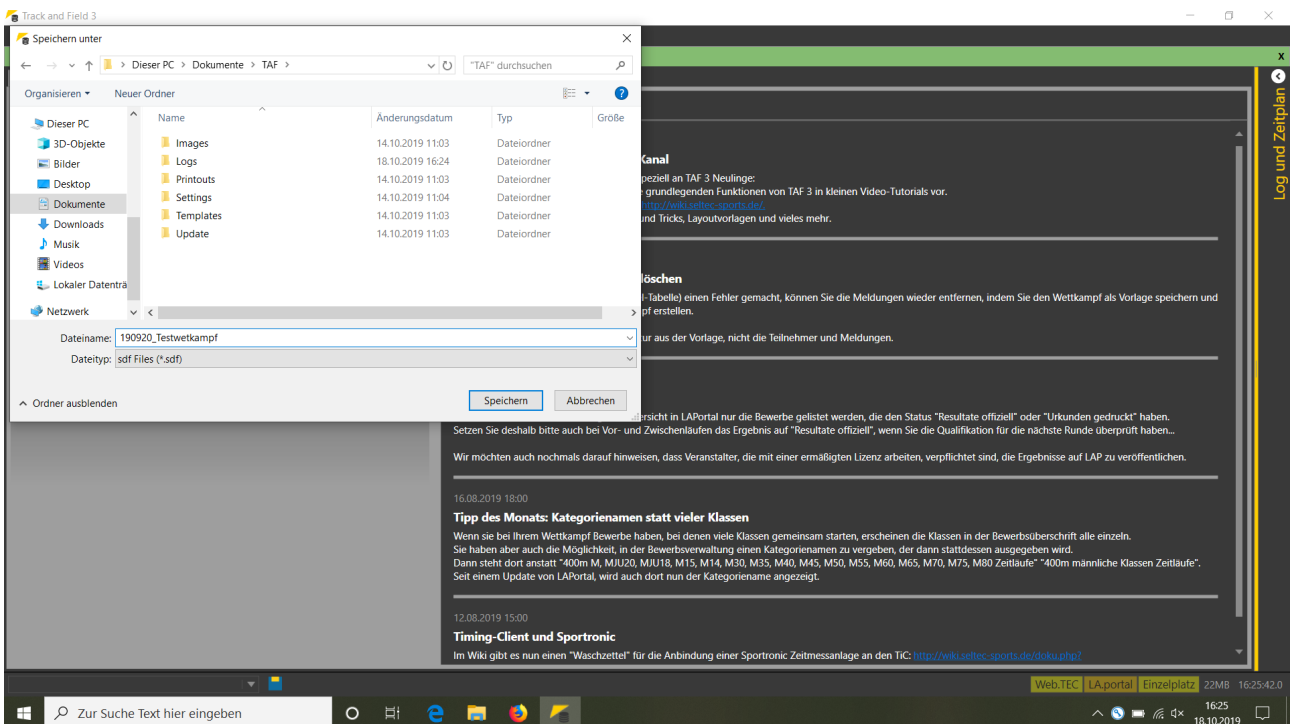 Track and Field 3
Speichern unter
Dieser PC > Dokumente > TAF >
"TAF" durchsuchen
Organisieren
Neuer Ordner
Name Änderungsdatum Typ Größe
Dieser PC
3D-Objekte
Bilder
Desktop
Dokumente
Downloads
Musik
Videos
Lokaler Datenträ
Netzwerk
Images 14.10.2019 11:03 Dateiordner
Logs 18.10.2019 16:24 Dateiordner
Printouts 14.10.2019 11:03 Dateiordner
Settings 14.10.2019 11:04 Dateiordner
Templates 14.10.2019 11:03 Dateiordner
Update 14.10.2019 11:03 Dateiordner
Dateiname: 190920_Testwetkampf
Dateityp: sdf Files (*.sdf)
Ordner ausblenden
Speichern
Abbrechen
x
Log und Zeitplan
Kanal
peziell an TAF 3 Neulinge:
grundlegenden Funktionen von TAF 3 in kleinen Video-Tutorials vor.
http://wiki.seltec-sports.de/.
und Tricks, Layoutvorlagen und vieles mehr.
löschen
l-Tabelle) einen Fehler gemacht, können Sie die Meldungen wieder entfernen, indem Sie den Wettkampf als Vorlage speichern und
pf erstellen.
ur aus der Vorlage, nicht die Teilnehmer und Meldungen.
ersicht in LAPortal nur die Bewerbe gelistet werden, die den Status "Resultate offiziell" oder "Urkunden gedruckt" haben.
Setzen Sie deshalb bitte auch bei Vor- und Zwischenläufen das Ergebnis auf "Resultate offiziell", wenn Sie die Qualifikation für die nächste Runde überprüft haben...
Wir möchten auch nochmals darauf hinweisen, dass Veranstalter, die mit einer ermäßigten Lizenz arbeiten, verpflichtet sind, die Ergebnisse auf LAP zu veröffentlichen.
16.08.2019 18:00
Tipp des Monats: Kategorienamen statt vieler Klassen
Wenn sie bei Ihrem Wettkampf Bewerbe haben, bei denen viele Klassen gemeinsam starten, erscheinen die Klassen in der Bewerbsüberschrift alle einzeln.
Sie haben aber auch die Möglichkeit, in der Bewerbsverwaltung einen Kategorienamen zu vergeben, der dann stattdessen ausgegeben wird.
Dann steht dort anstatt "400m M, MJU20, MJU18, M15, M14, M30, M35, M40, M45, M50, M55, M60, M65, M70, M75, M80 Zeitläufe" "400m männliche Klassen Zeitläufe".
Seit einem Update von LAPortal, wird auch dort nun der Kategoriename angezeigt.
12.08.2019 15:00
Timing-Client und Sportronic
Im Wiki gibt es nun einen "Waschzettel" für die Anbindung einer Sportronic Zeitmessanlage an den TiC: http://wiki.seltec-sports.de/doku.php?
Web.TEC LA.portal Einzelplatz 22MB 16:25:42.0
Zur Suche Text hier eingeben
16:25
18.10.2019